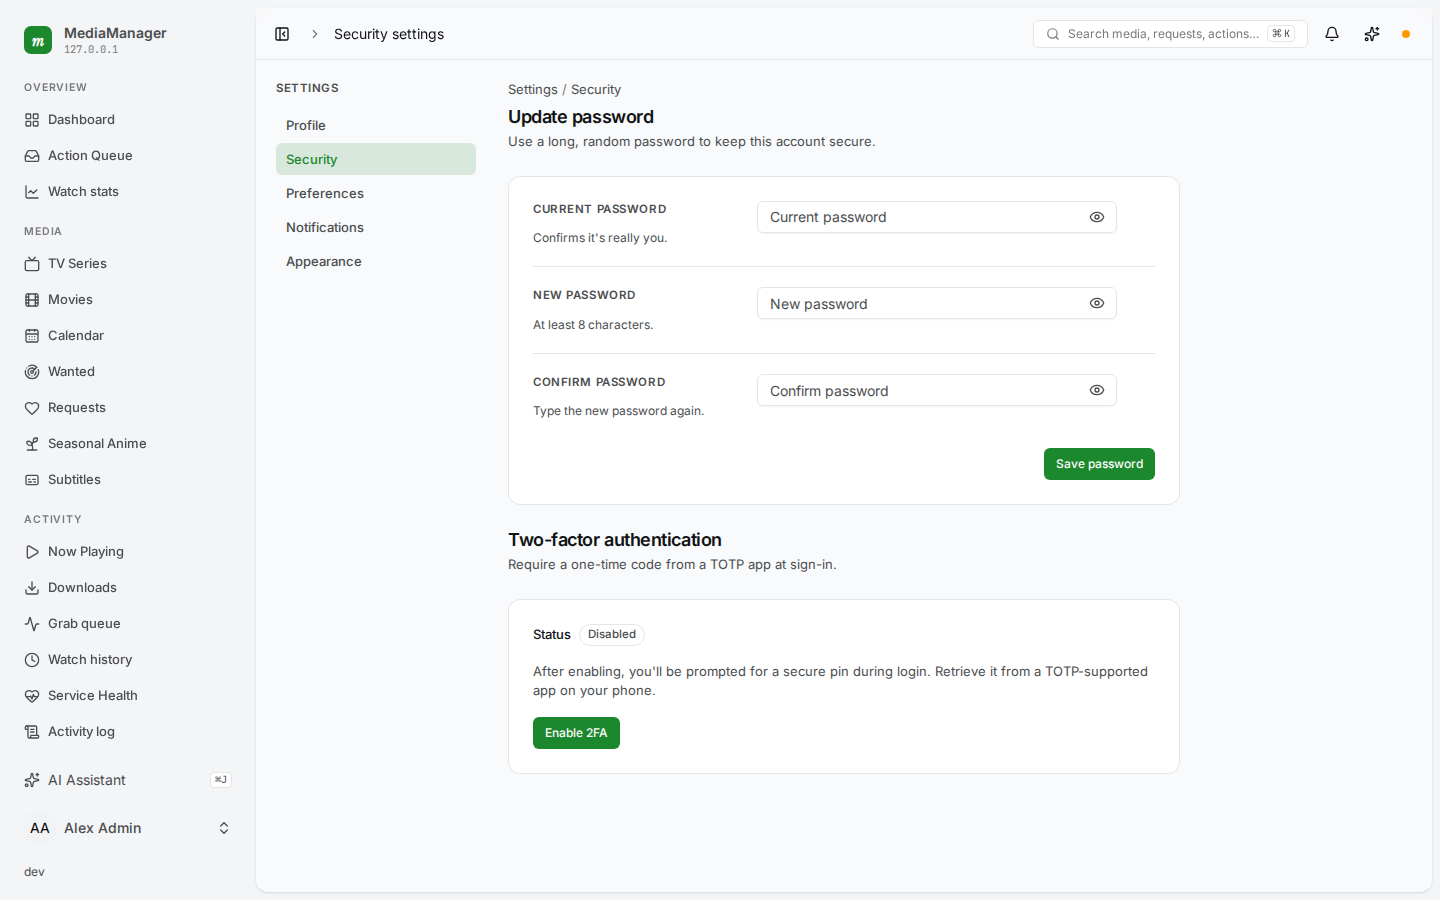 m
MediaManager
127.0.0.1
OVERVIEW
Dashboard
Action Queue
Watch stats
MEDIA
TV Series
Movies
Calendar
Wanted
Requests
Seasonal Anime
Subtitles
ACTIVITY
Now Playing
Downloads
Grab queue
Watch history
Service Health
Activity log
AI Assistant ⌘J
AA Alex Admin
dev
Security settings
Search media, requests, actions... ⌘ K
SETTINGS
Profile
Security
Preferences
Notifications
Appearance
Settings / Security
Update password
Use a long, random password to keep this account secure.
CURRENT PASSWORD
Confirms it's really you.
Current password
NEW PASSWORD
At least 8 characters.
New password
CONFIRM PASSWORD
Type the new password again.
Confirm password
Save password
Two-factor authentication
Require a one-time code from a TOTP app at sign-in.
Status Disabled
After enabling, you'll be prompted for a secure pin during login. Retrieve it from a TOTP-supported
app on your phone.
Enable 2FA